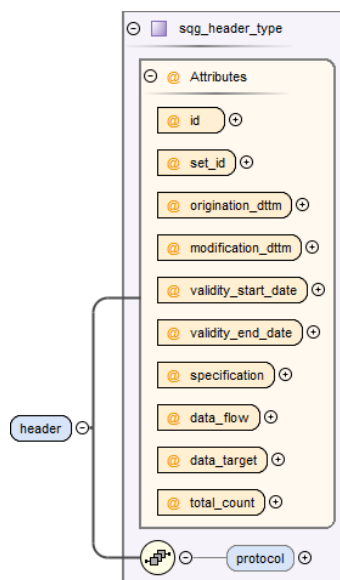 sqg_header_type
@ Attributes
@ id
@ set_id
@ origination_dttm
@ modification_dttm
@ validity_start_date
@ validity_end_date
@ specification
@ data_flow
header
@ data_target
@ total_count
protocol